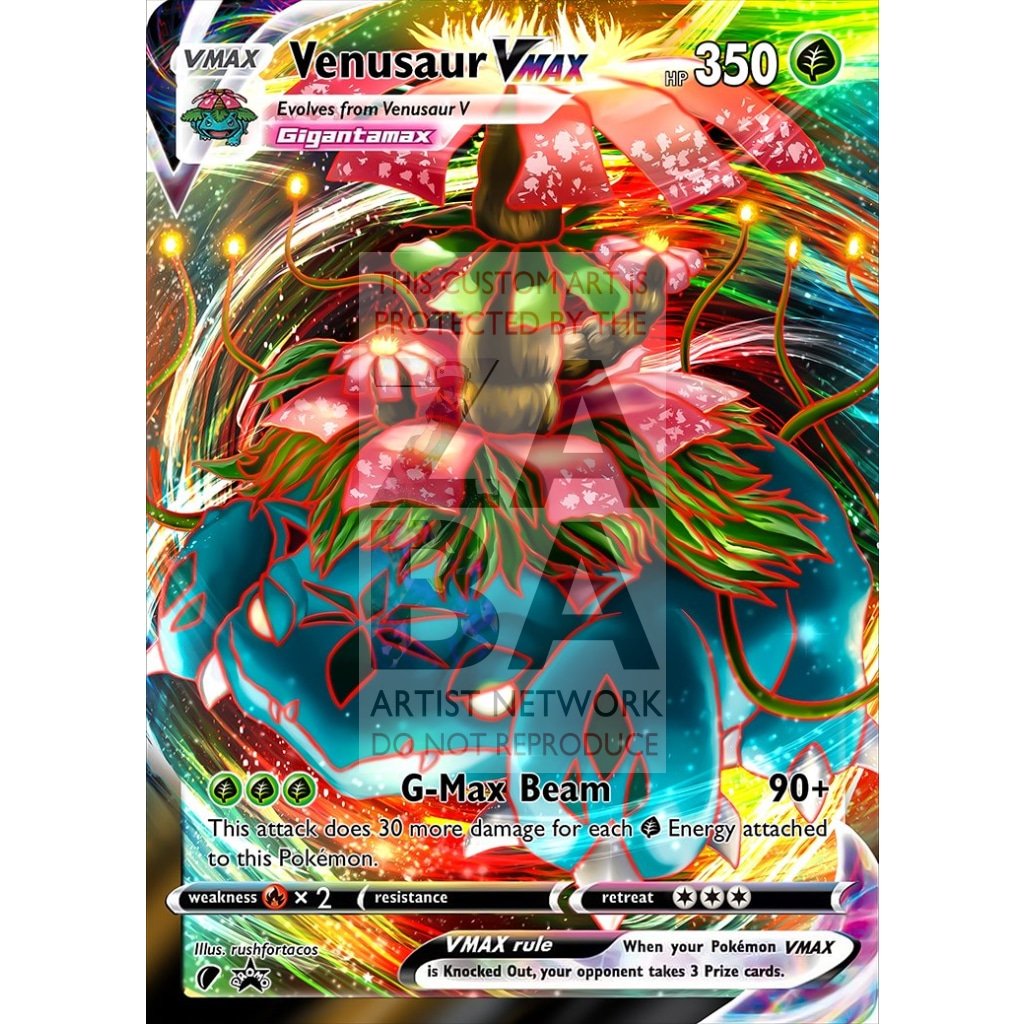 VMAX
Venusaur VMAX
HP 350
Evolves from Venusaur V
Gigantamax
THIS CUSTOM ART IS
PROTECTED BY THE
ZA
BA
ARTIST NETWORK
DO NOT REPRODUCE
G-Max Beam 90+
This attack does 30 more damage for each Energy attached
to this Pokémon.
weakness × 2 resistance retreat
Illus. rushfortacos
VMAX rule When your Pokémon VMAX
is Knocked Out, your opponent takes 3 Prize cards.
PROMO